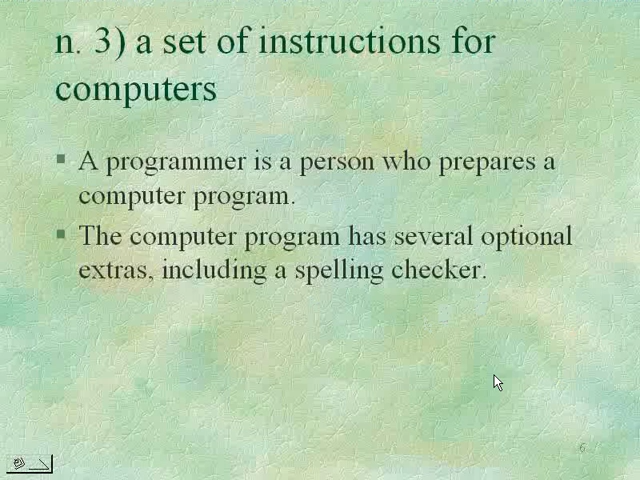 n. 3) a set of instructions for
computers
▪ A programmer is a person who prepares a
computer program.
▪ The computer program has several optional
extras, including a spelling checker.
6